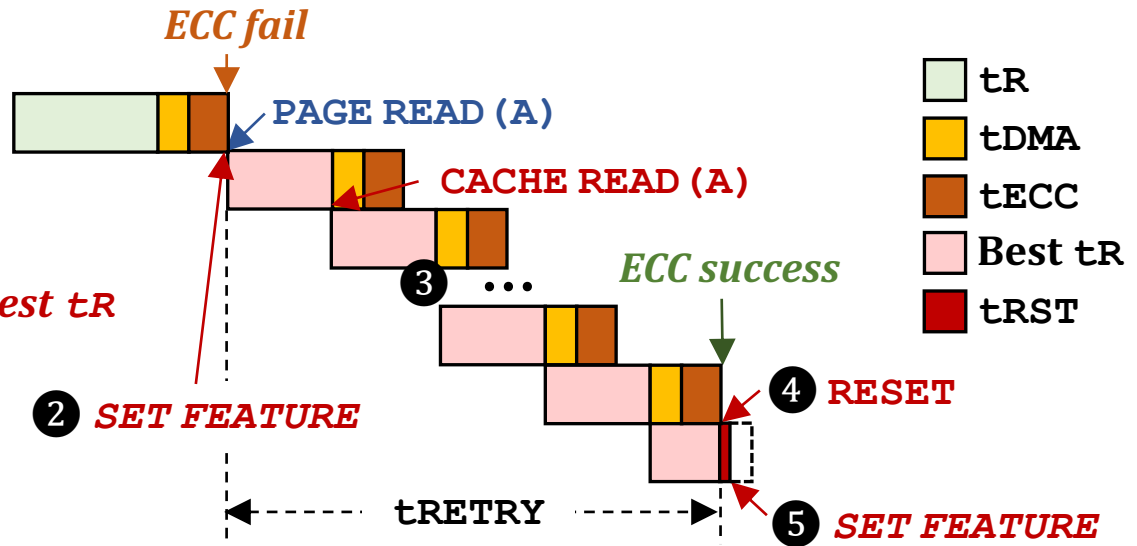 ECC fail
PAGE READ (A)
CACHE READ (A)
ECC success
3
...
est tR
2 SET FEATURE
4 RESET
tRETRY
5 SET FEATURE
tR
tDMA
tECC
Best tR
tRST